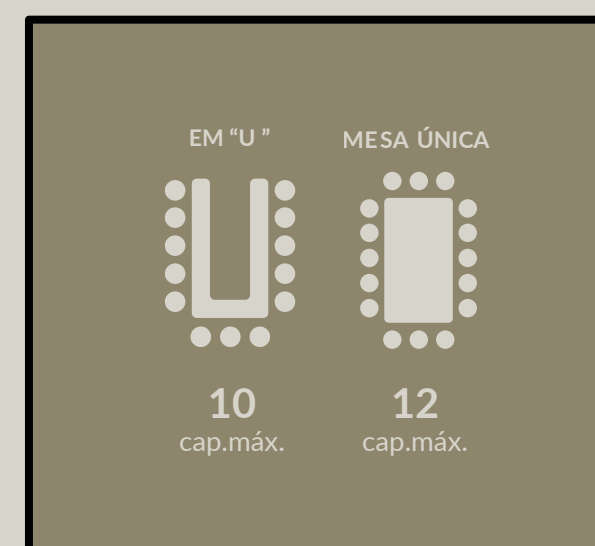 EM “U ”
MESA ÚNICA
10
cap.máx.
12
cap.máx.